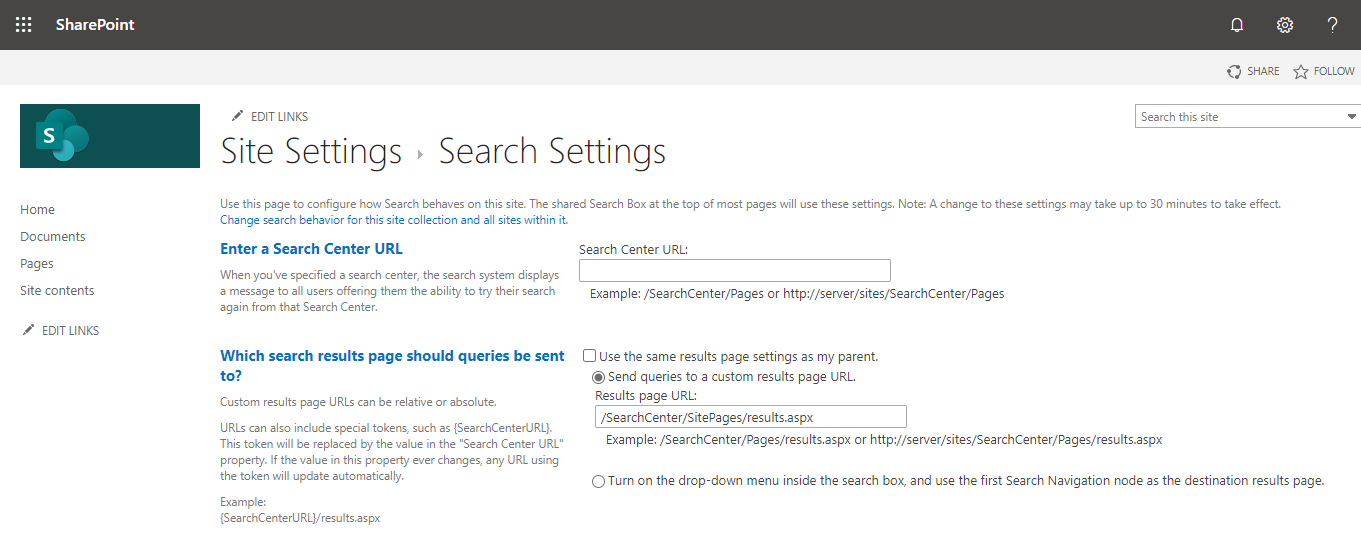 SharePoint
SHARE
FOLLOW
S
EDIT LINKS
Search this site
Site Settings
Search Settings
Use this page to configure how Search behaves on this site. The shared Search Box at the top of most pages will use these settings. Note: A change to these settings may take up to 30 minutes to take effect.
Change search behavior for this site collection and all sites within it.
Home
Documents
Pages
Site contents
EDIT LINKS
Enter a Search Center URL
When you've specified a search center, the search system displays
a message to all users offering them the ability to try their search
again from that Search Center.
Search Center URL:
Example: /SearchCenter/Pages or http://server/sites/SearchCenter/Pages
Which search results page should queries be sent
to?
Custom results page URLs can be relative or absolute.
URLs can also include special tokens, such as {SearchCenterURL}.
This token will be replaced by the value in the "Search Center URL"
property. If the value in this property ever changes, any URL using
the token will update automatically.
Example:
{SearchCenterURL}/results.aspx
Use the same results page settings as my parent.
Send queries to a custom results page URL.
Results page URL:
/SearchCenter/SitePages/results.aspx
Example: /SearchCenter/Pages/results.aspx or http://server/sites/SearchCenter/Pages/results.aspx
Turn on the drop-down menu inside the search box, and use the first Search Navigation node as the destination results page.